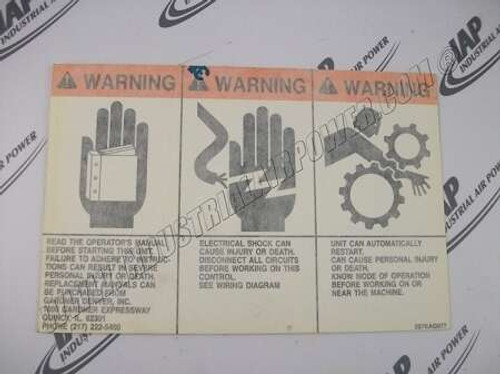 WARNING
WARNING
WARNING
READ THE OPERATOR'S MANUAL
BEFORE STARTING THIS UNIT.
FAILURE TO ADHERE TO INSTRUC-
TIONS CAN RESULT IN SEVERE
PERSONAL INJURY OR DEATH.
REPLACEMENT MANUALS CAN
BE PURCHASED FROM
GARDNER DENVER, INC.
1800 GARDNER EXPRESSWAY
QUINCY, IL. 62301
PHONE (217) 222-5400
ELECTRICAL SHOCK CAN
CAUSE INJURY OR DEATH.
DISCONNECT ALL CIRCUITS
BEFORE WORKING ON THIS
CONTROL.
SEE WIRING DIAGRAM
UNIT CAN AUTOMATICALLY
RESTART.
CAN CAUSE PERSONAL INJURY
OR DEATH.
KNOW MODE OF OPERATION
BEFORE WORKING ON OR
NEAR THE MACHINE.
INDUSTRIALAIRPOWER.COM ©
IAP
INDUSTRIAL AIR POWER
IAP
INDUSTRIAL AIR POWER